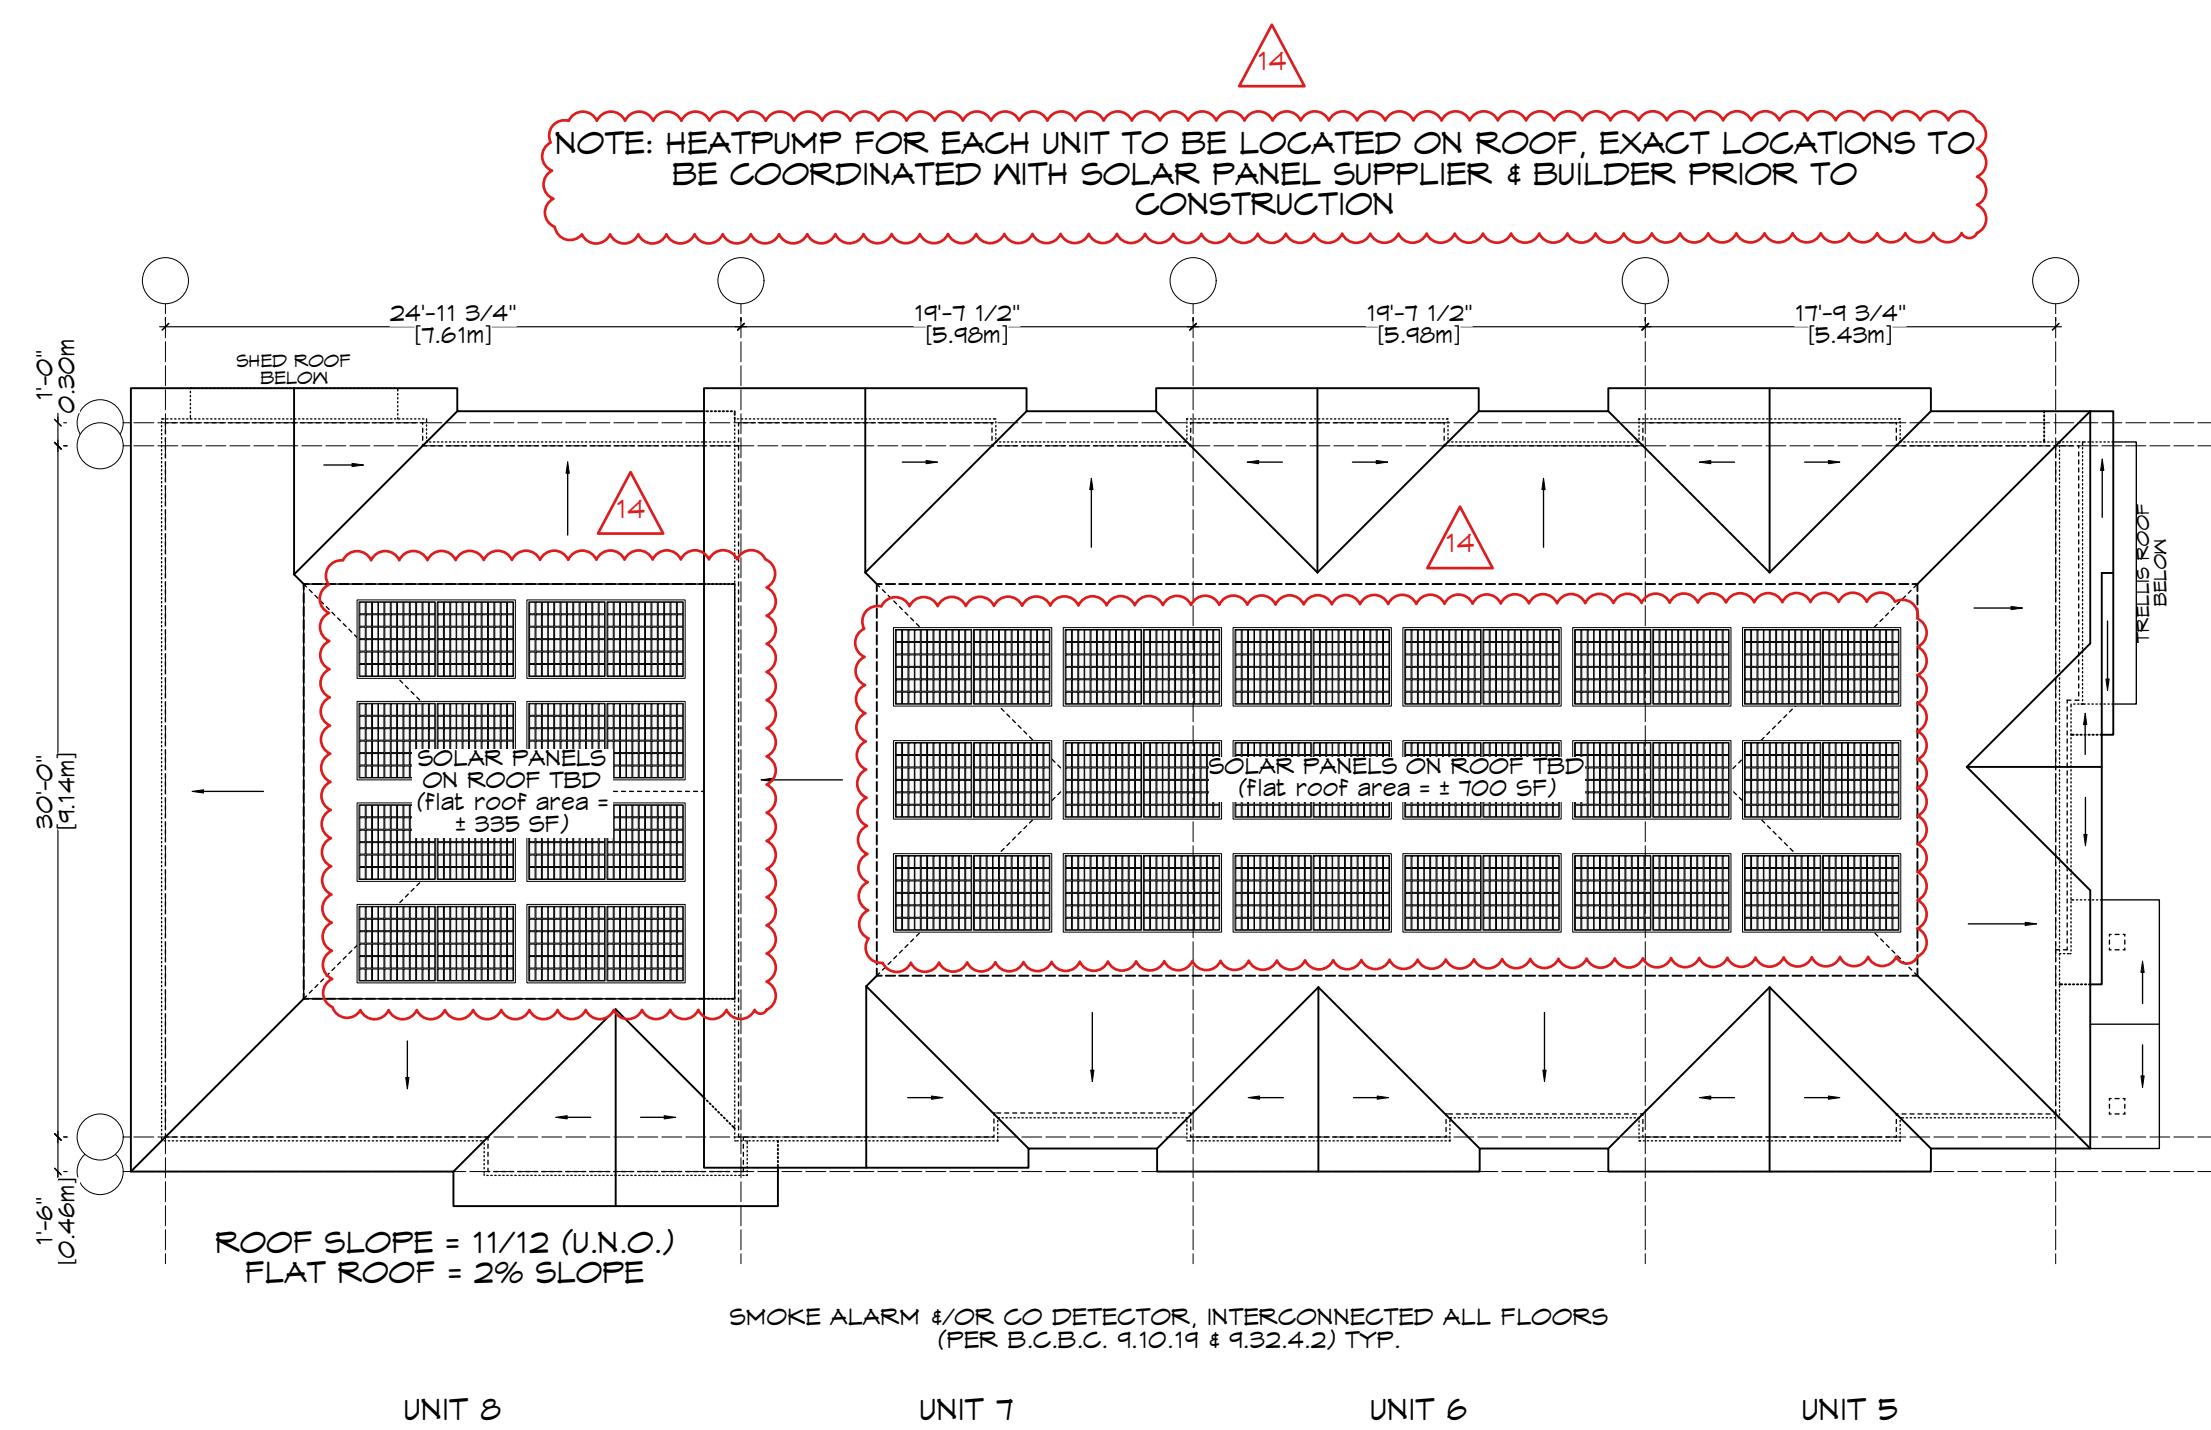 14
NOTE: HEATPUMP FOR EACH UNIT TO BE LOCATED ON ROOF, EXACT LOCATIONS TO
BE COORDINATED WITH SOLAR PANEL SUPPLIER & BUILDER PRIOR TO
CONSTRUCTION
24'-11 3/4"
[7.61m]
19'-7 1/2"
[5.98m]
19'-7 1/2"
[5.98m]
17'-9 3/4"
[5.43m]
1'-0"
0.30m
SHED ROOF
BELOW
14
14
TRELLIS ROOF
BELOW
30'-0"
[9.14m]
SOLAR PANELS
ON ROOF TBD
(flat roof area =
± 335 SF)
SOLAR PANELS ON ROOF TBD
(flat roof area = ± 700 SF)
1'-6"
[0.46m]
ROOF SLOPE = 11/12 (U.N.O.)
FLAT ROOF = 2% SLOPE
SMOKE ALARM &/OR CO DETECTOR, INTERCONNECTED ALL FLOORS
(PER B.C.B.C. 9.10.19 & 9.32.4.2) TYP.
UNIT 8
UNIT 7
UNIT 6
UNIT 5